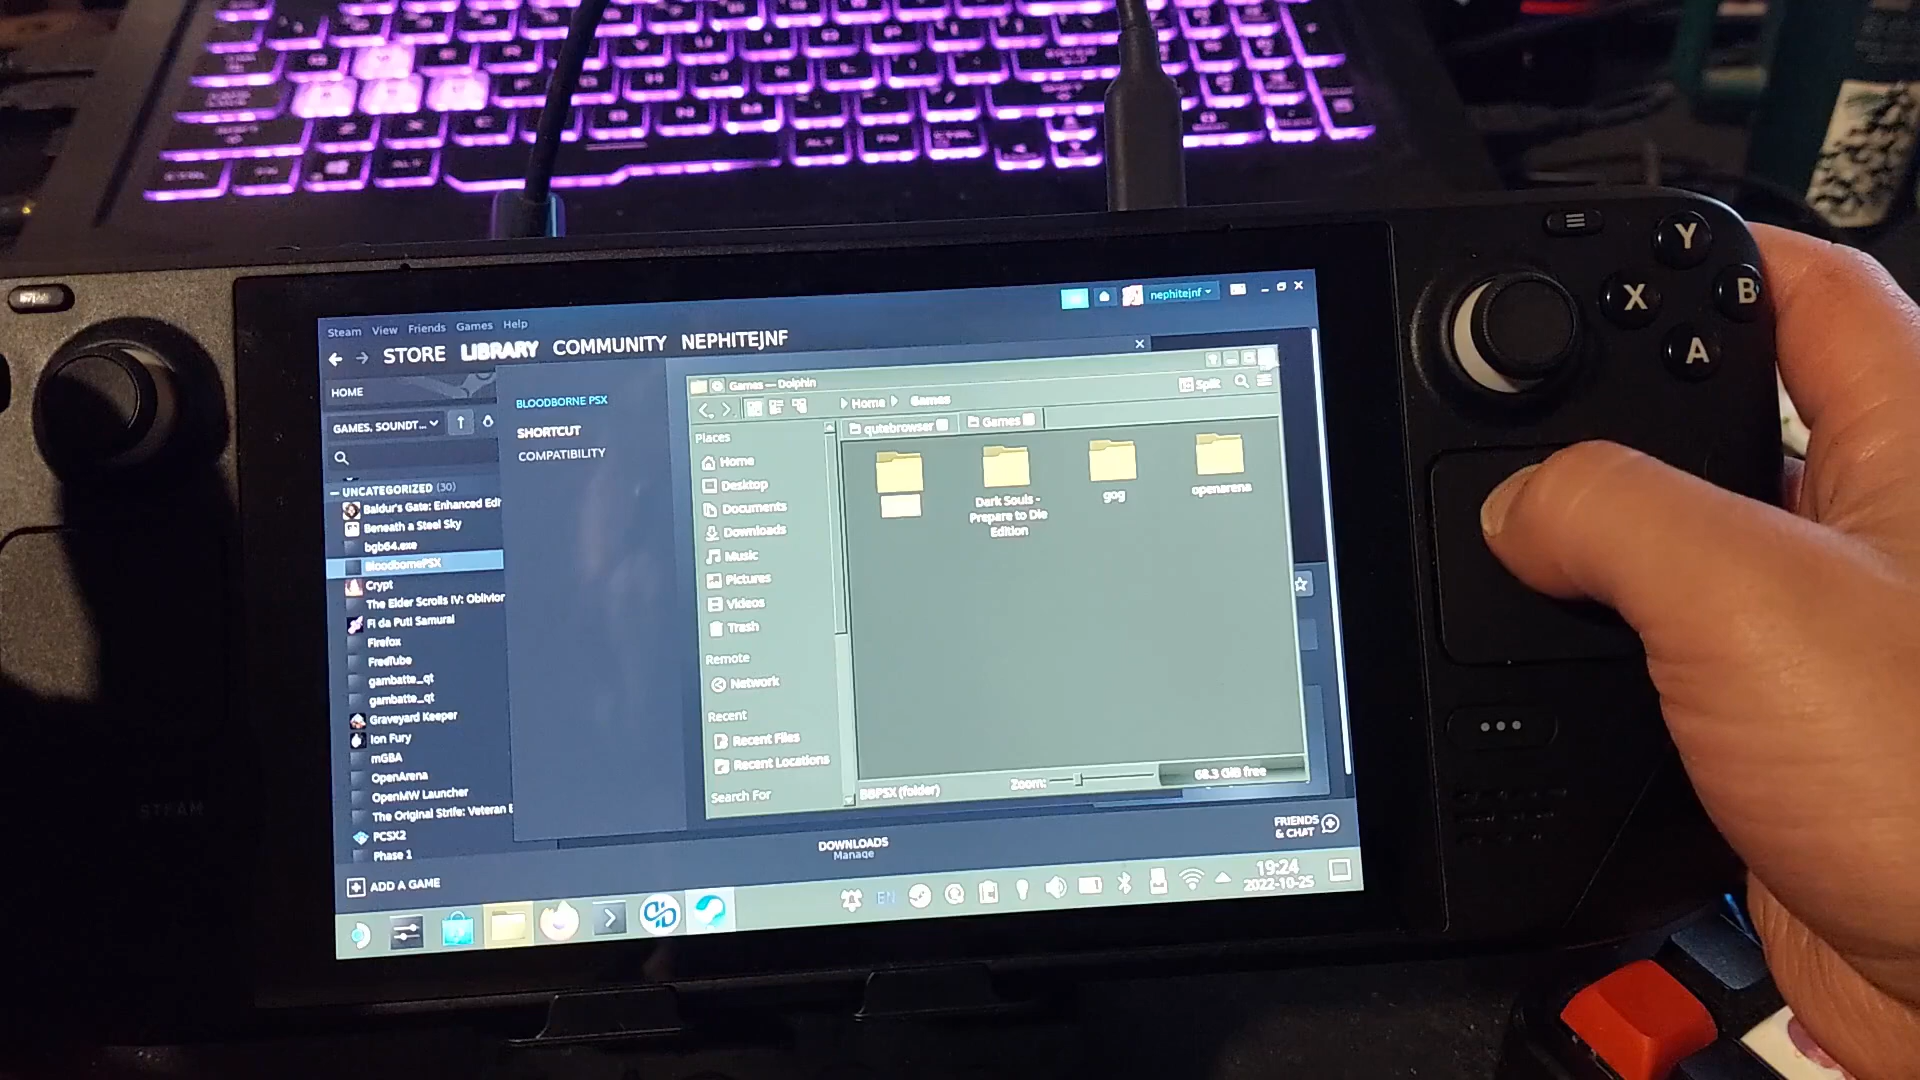 Y
X
B
A
STEAM
Steam View Friends Games Help
nephitejnf
STORE LIBRARY COMMUNITY NEPHITEJNF
HOME
GAMES, SOUNDT...
UNCATEGORIZED (30)
Baldur's Gate: Enhanced Edit
Beneath a Steel Sky
bgb64.exe
BloodbornePSX
Crypt
The Elder Scrolls IV: Oblivion
Fi da Puti Samurai
Firefox
FreeTube
gambatte_qt
gambatte_qt
Graveyard Keeper
Ion Fury
mGBA
OpenArena
OpenMW Launcher
The Original Strife: Veteran E
PCSX2
Phase 1
ADD A GAME
BLOODBORNE PSX
SHORTCUT
COMPATIBILITY
Games — Dolphin
Split
Home Games
qutebrowser
Games
Places
Home
Desktop
Documents
Downloads
Music
Pictures
Videos
Trash
Remote
Network
Recent
Recent Files
Recent Locations
Search For
Dark Souls -
Prepare to Die
Edition
gog
openarena
BBPSX (folder)
Zoom:
68.3 GiB free
DOWNLOADS
Manage
FRIENDS
& CHAT
EN
19:24
2022-10-25